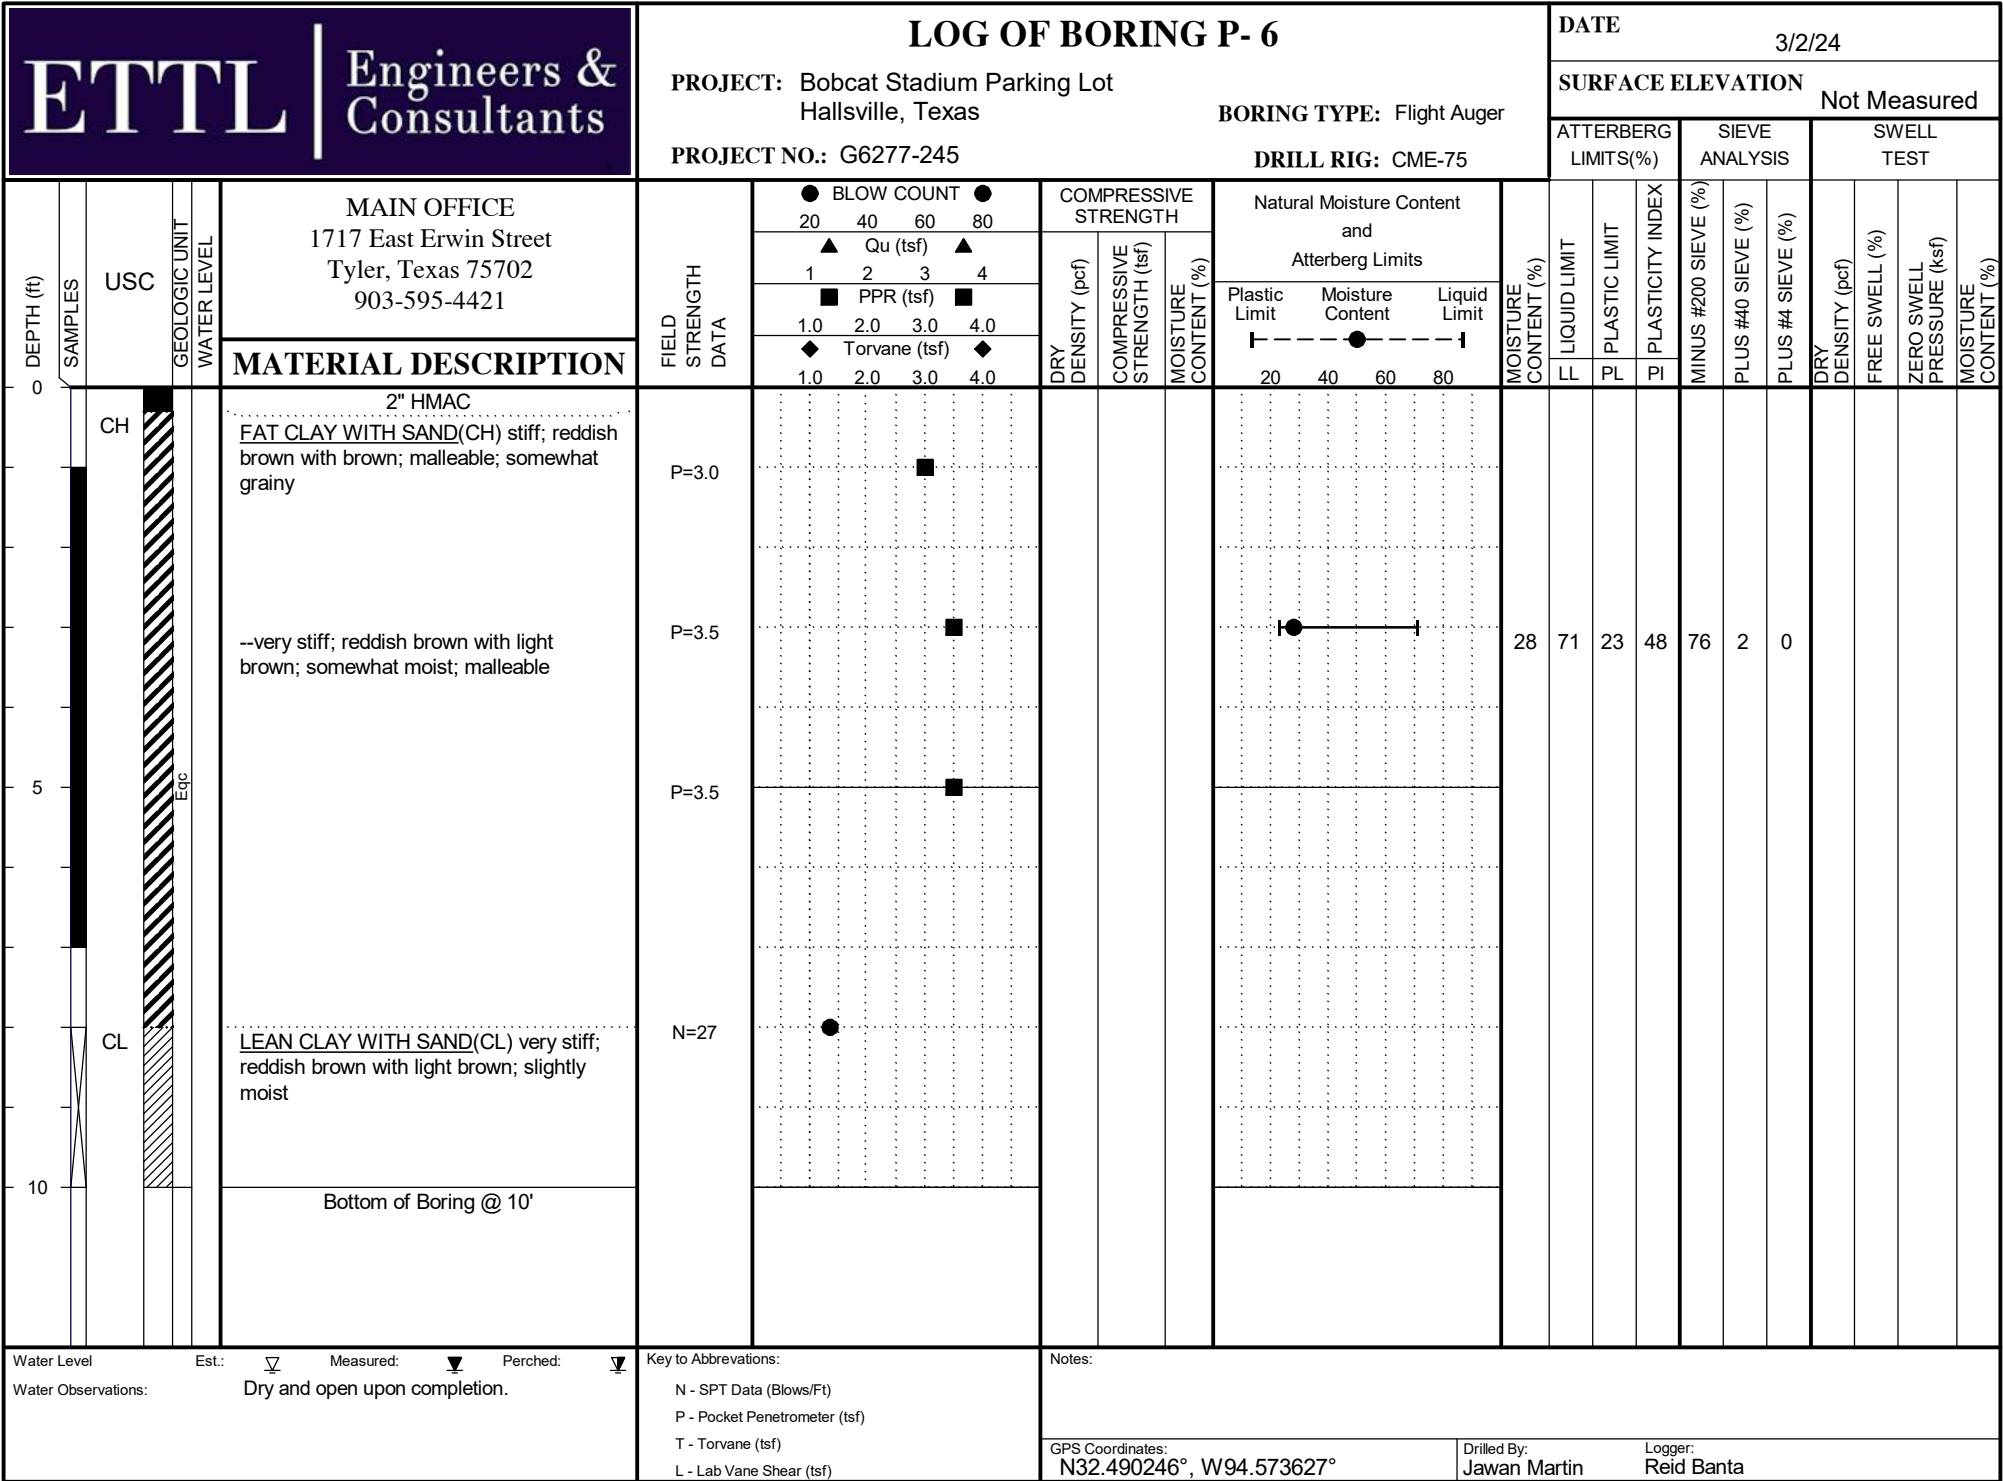 ETTL
Engineers &
Consultants
LOG OF BORING P- 6
PROJECT: Bobcat Stadium Parking Lot
Hallsville, Texas
BORING TYPE: Flight Auger
PROJECT NO.: G6277-245
DRILL RIG: CME-75
DATE
3/2/24
SURFACE ELEVATION
Not Measured
ATTERBERG
LIMITS(%)
SIEVE
ANALYSIS
SWELL
TEST
DEPTH (ft)
SAMPLES
USC
GEOLOGIC UNIT
WATER LEVEL
MAIN OFFICE
1717 East Erwin Street
Tyler, Texas 75702
903-595-4421
MATERIAL DESCRIPTION
FIELD
STRENGTH
DATA
BLOW COUNT
20 40 60 80
Qu (tsf)
1 2 3 4
PPR (tsf)
1.0 2.0 3.0 4.0
Torvane (tsf)
1.0 2.0 3.0 4.0
COMPRESSIVE
STRENGTH
DRY
DENSITY (pcf)
COMPRESSIVE
STRENGTH (tsf)
MOISTURE
CONTENT (%)
Natural Moisture Content
and
Atterberg Limits
Plastic
Limit
Moisture
Content
Liquid
Limit
20 40 60 80
MOISTURE
CONTENT (%)
LIQUID LIMIT
PLASTIC LIMIT
PLASTICITY INDEX
LL PL PI
MINUS #200 SIEVE (%)
PLUS #40 SIEVE (%)
PLUS #4 SIEVE (%)
DRY
DENSITY (pcf)
FREE SWELL (%)
ZERO SWELL
PRESSURE (ksf)
MOISTURE
CONTENT (%)
0
2" HMAC
CH
FAT CLAY WITH SAND(CH) stiff; reddish
brown with brown; malleable; somewhat
grainy
P=3.0
--very stiff; reddish brown with light
brown; somewhat moist; malleable
P=3.5
28 71 23 48 76 2 0
5
Eqc
P=3.5
CL
LEAN CLAY WITH SAND(CL) very stiff;
reddish brown with light brown; slightly
moist
N=27
10
Bottom of Boring @ 10'
Water Level Est.: Measured: Perched:
Water Observations: Dry and open upon completion.
Key to Abbrevations:
N - SPT Data (Blows/Ft)
P - Pocket Penetrometer (tsf)
T - Torvane (tsf)
L - Lab Vane Shear (tsf)
Notes:
GPS Coordinates:
N32.490246°, W94.573627°
Drilled By:
Jawan Martin
Logger:
Reid Banta